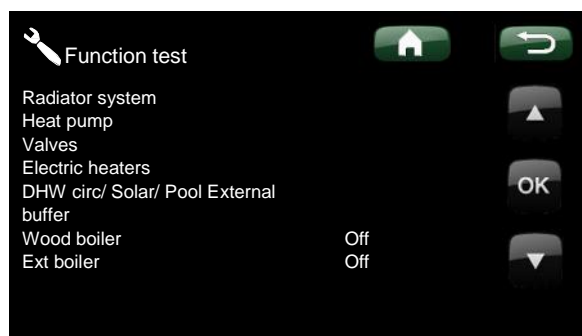 Function test
Radiator system
Heat pump
Valves
Electric heaters
DHW circ/ Solar/ Pool External
buffer
Wood boiler Off
Ext boiler Off
OK